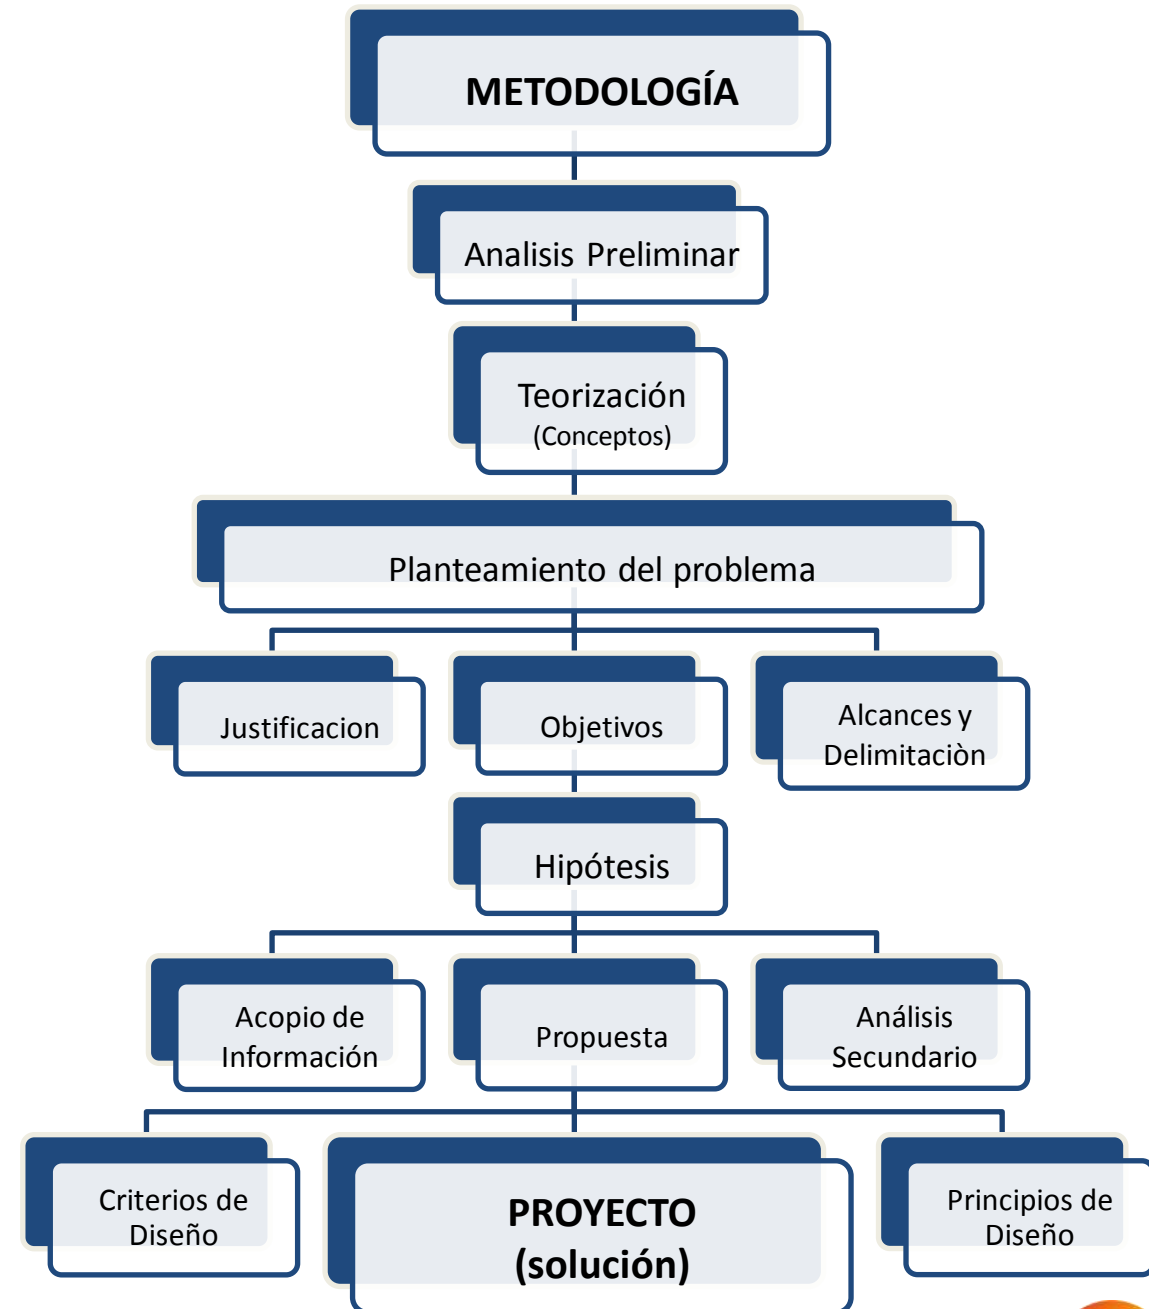 METODOLOGÍA
Analisis Preliminar
Teorización
(Conceptos)
Planteamiento del problema
Justificacion
Objetivos
Alcances y
Delimitaciòn
Hipótesis
Acopio de
Información
Propuesta
Análisis
Secundario
Criterios de
Diseño
PROYECTO
(solución)
Principios de
Diseño